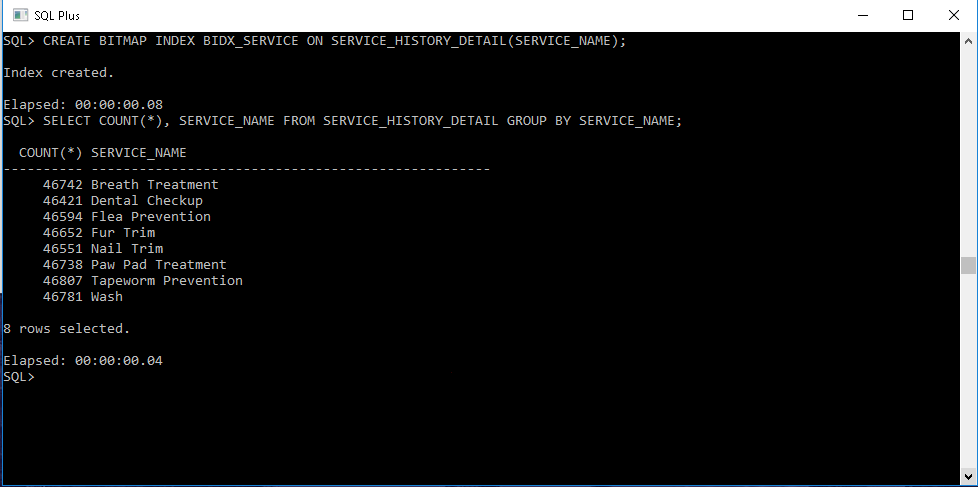 SQL Plus
SQL> CREATE BITMAP INDEX BIDX_SERVICE ON SERVICE_HISTORY_DETAIL(SERVICE_NAME);
Index created.
Elapsed: 00:00:00.08
SQL> SELECT COUNT(*), SERVICE_NAME FROM SERVICE_HISTORY_DETAIL GROUP BY SERVICE_NAME;
  COUNT(*) SERVICE_NAME
---------- --------------------------------------------------
     46742 Breath Treatment
     46421 Dental Checkup
     46594 Flea Prevention
     46652 Fur Trim
     46551 Nail Trim
     46738 Paw Pad Treatment
     46807 Tapeworm Prevention
     46781 Wash
8 rows selected.
Elapsed: 00:00:00.04
SQL>